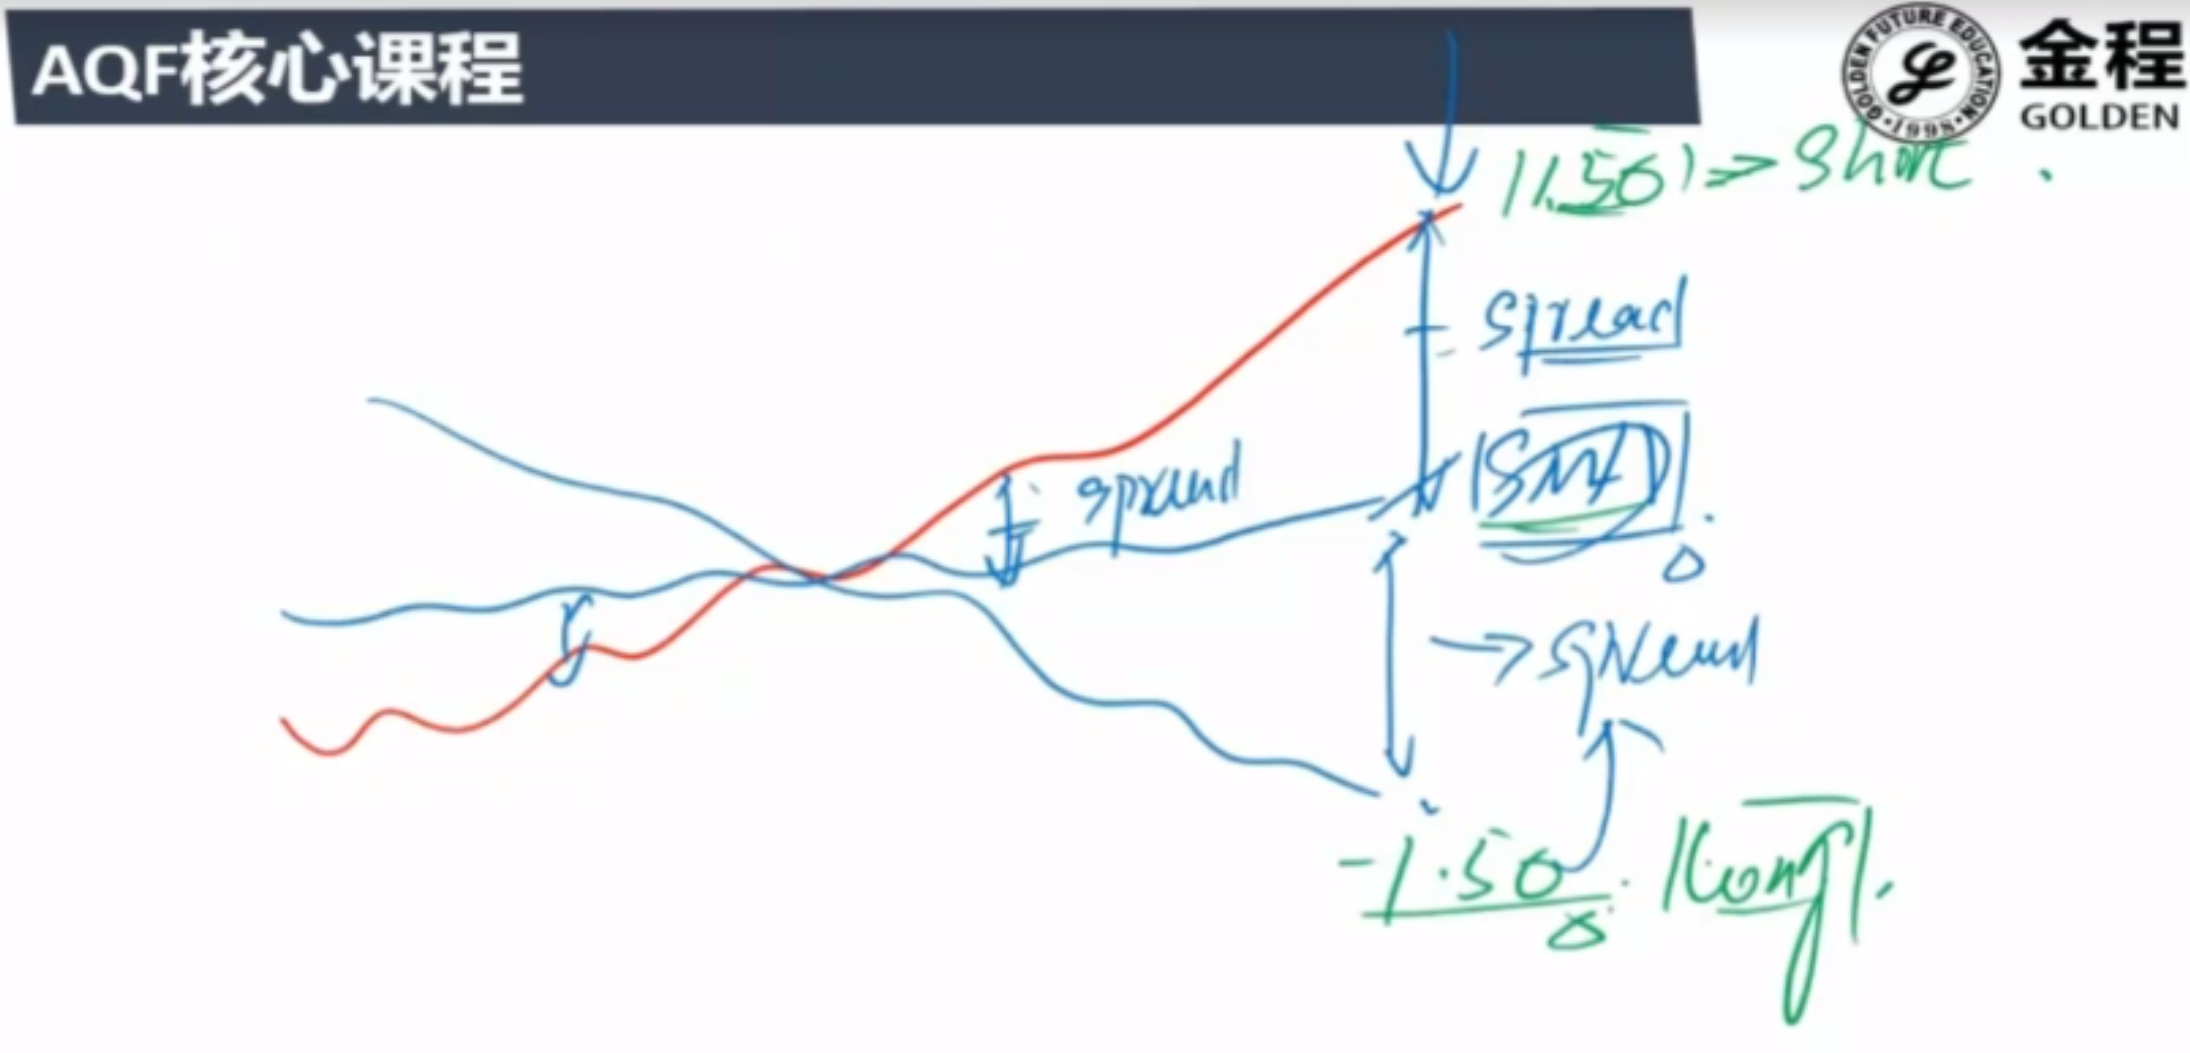 AQF核心课程
GOLDEN FUTURE EDUCATION
·1998·
金程
GOLDEN
1.5σ => Short .
spread
spread
SMA
0
-> spread
-1.5σ
long